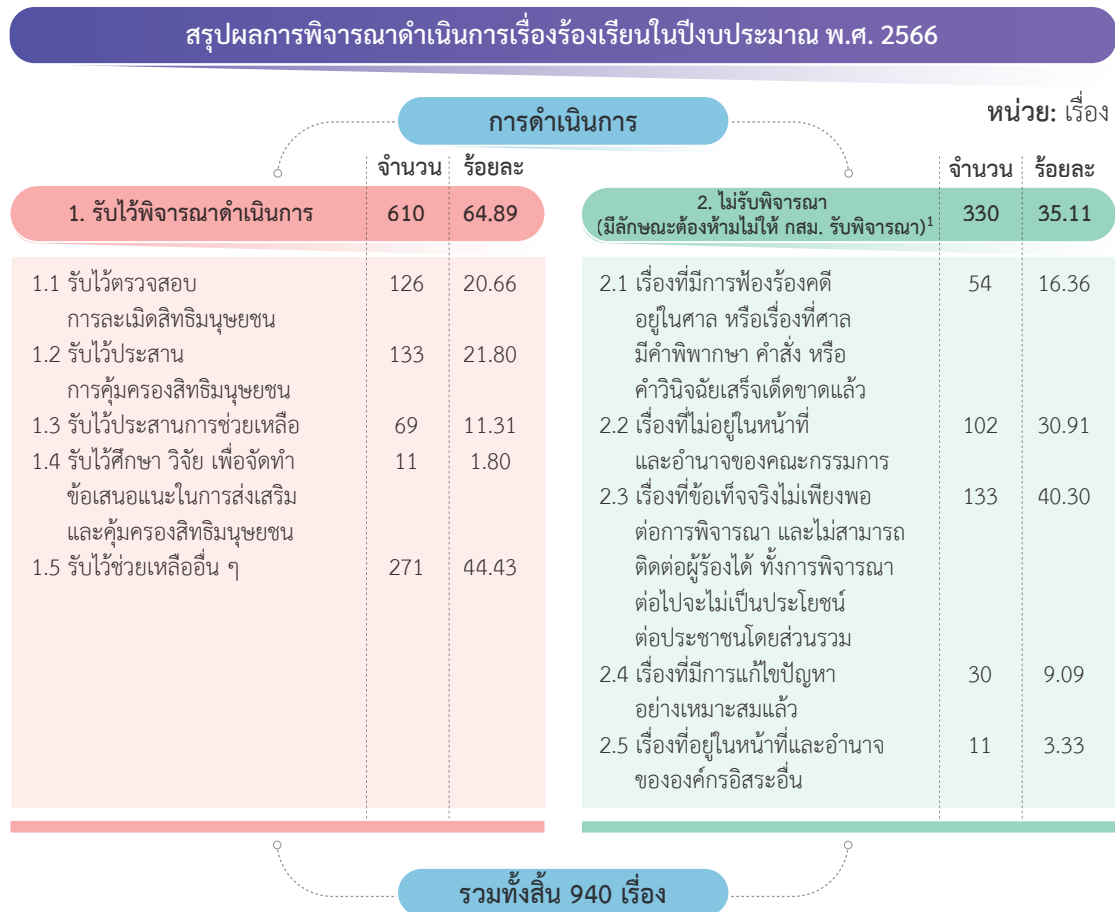 สรุปผลการพิจารณาดำเนินการเรื่องร้องเรียนในปีงบประมาณ พ.ศ. 2566
การดำเนินการ
หน่วย: เรื่อง
จำนวน ร้อยละ
1. รับไว้พิจารณาดำเนินการ 610 64.89
1.1 รับไว้ตรวจสอบ 126 20.66
การละเมิดสิทธิมนุษยชน
1.2 รับไว้ประสาน 133 21.80
การคุ้มครองสิทธิมนุษยชน
1.3 รับไว้ประสานการช่วยเหลือ 69 11.31
1.4 รับไว้ศึกษา วิจัย เพื่อจัดทำ 11 1.80
ข้อเสนอแนะในการส่งเสริม
และคุ้มครองสิทธิมนุษยชน
1.5 รับไว้ช่วยเหลืออื่น ๆ 271 44.43
จำนวน ร้อยละ
2. ไม่รับพิจารณา
(มีลักษณะต้องห้ามไม่ให้ กสม. รับพิจารณา)¹ 330 35.11
2.1 เรื่องที่มีการฟ้องร้องคดี 54 16.36
อยู่ในศาล หรือเรื่องที่ศาล
มีคำพิพากษา คำสั่ง หรือ
คำวินิจฉัยเสร็จเด็ดขาดแล้ว
2.2 เรื่องที่ไม่อยู่ในหน้าที่ 102 30.91
และอำนาจของคณะกรรมการ
2.3 เรื่องที่ข้อเท็จจริงไม่เพียงพอ 133 40.30
ต่อการพิจารณา และไม่สามารถ
ติดต่อผู้ร้องได้ ทั้งการพิจารณา
ต่อไปจะไม่เป็นประโยชน์
ต่อประชาชนโดยส่วนรวม
2.4 เรื่องที่มีการแก้ไขปัญหา 30 9.09
อย่างเหมาะสมแล้ว
2.5 เรื่องที่อยู่ในหน้าที่และอำนาจ 11 3.33
ขององค์กรอิสระอื่น
รวมทั้งสิ้น 940 เรื่อง